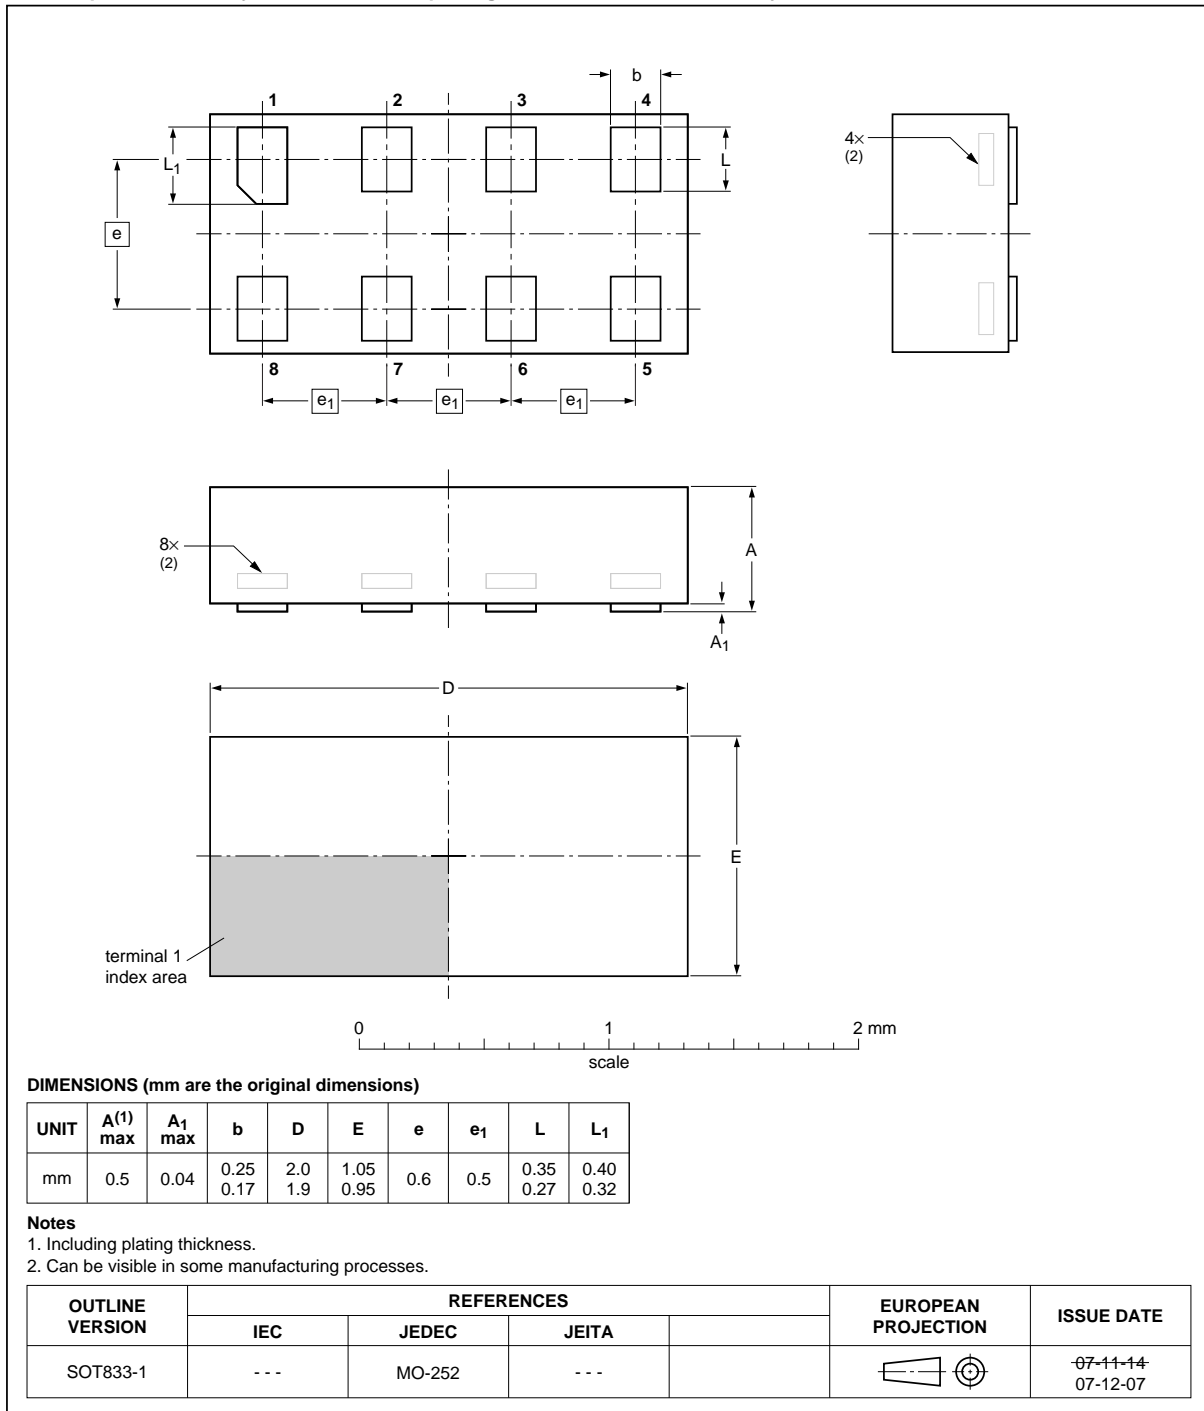 b
1 2 3 4
L1
L
4×
(2)
e
8 7 6 5
e1 e1 e1
8×
(2)
A
A1
D
E
terminal 1
index area
0 1 2 mm
scale
DIMENSIONS (mm are the original dimensions)
UNIT A(1) max A1 max b D E e e1 L L1
mm 0.5 0.04 0.25 0.17 2.0 1.9 1.05 0.95 0.6 0.5 0.35 0.27 0.40 0.32
Notes
1. Including plating thickness.
2. Can be visible in some manufacturing processes.
OUTLINE VERSION REFERENCES EUROPEAN PROJECTION ISSUE DATE
IEC JEDEC JEITA
SOT833-1 - - - MO-252 - - - 07-11-14
07-12-07